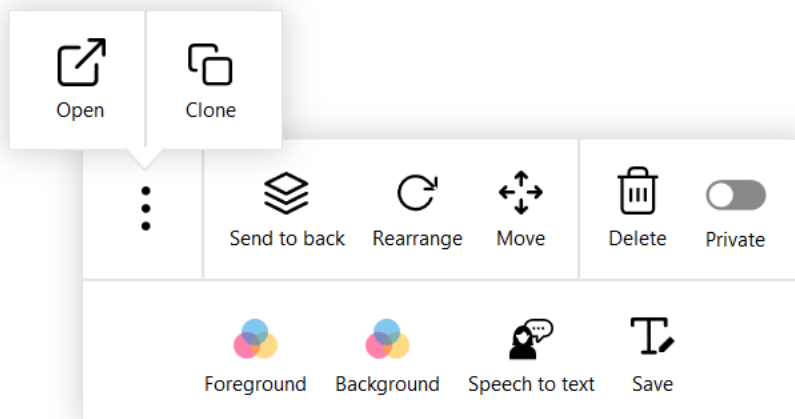 Open
Clone
Send to back
Rearrange
Move
Delete
Private
Foreground
Background
Speech to text
Save